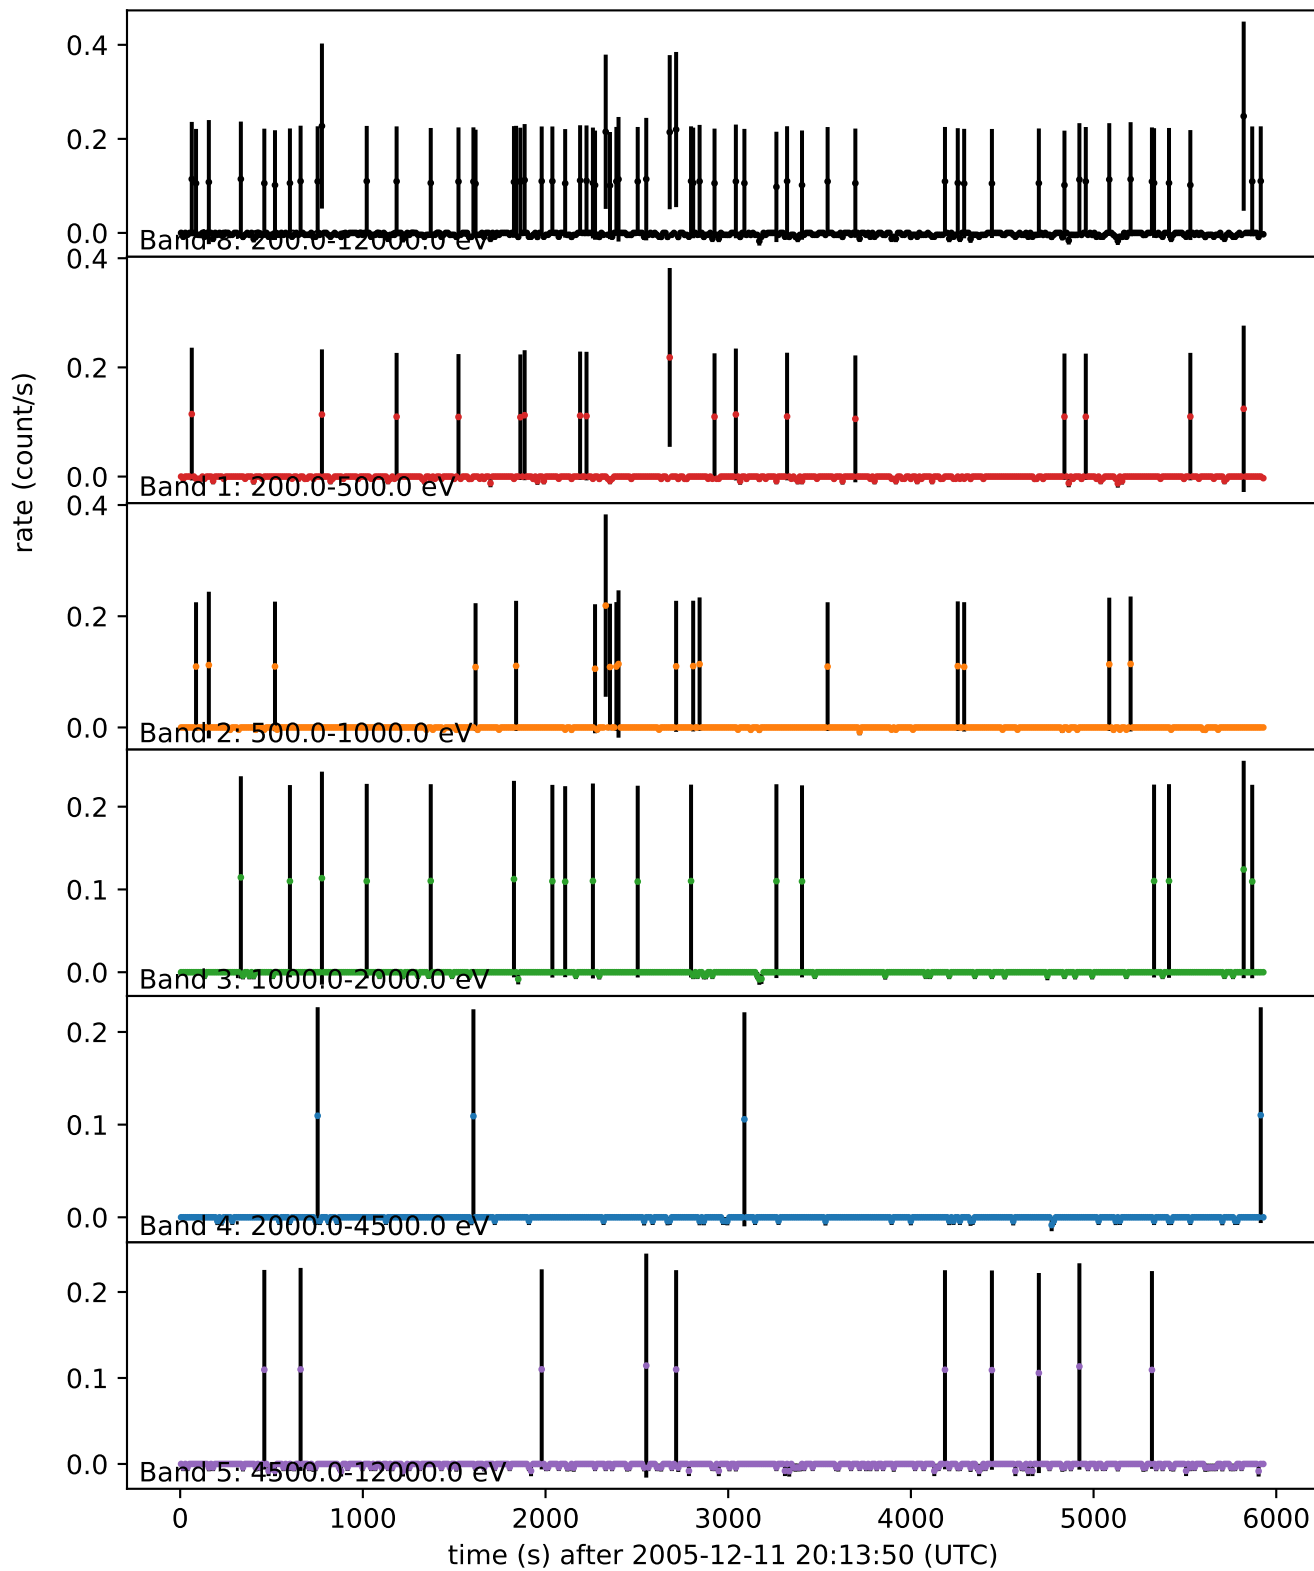 0.4
0.2
0.0
Band 8: 200.0-12000.0 eV
0.4
0.2
0.0
Band 1: 200.0-500.0 eV
rate (count/s)
0.4
0.2
0.0
Band 2: 500.0-1000.0 eV
0.2
0.1
0.0
Band 3: 1000.0-2000.0 eV
0.2
0.1
0.0
Band 4: 2000.0-4500.0 eV
0.2
0.1
0.0
Band 5: 4500.0-12000.0 eV
0 1000 2000 3000 4000 5000 6000
time (s) after 2005-12-11 20:13:50 (UTC)